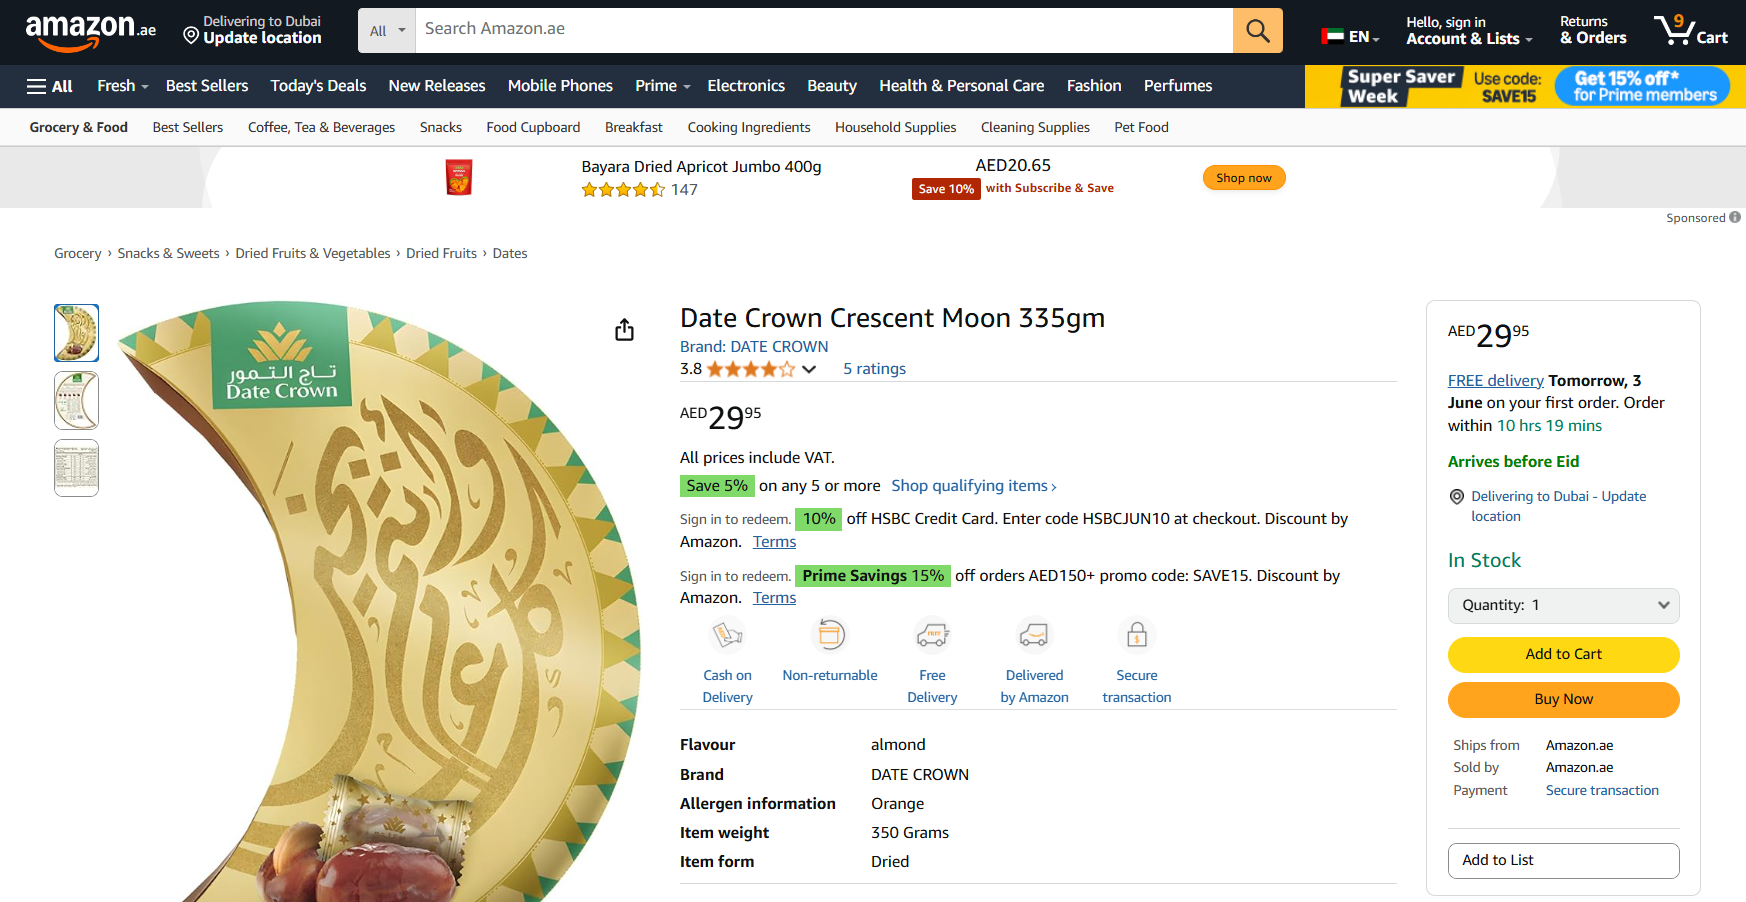 amazon.ae
Delivering to Dubai
Update location
All
Search Amazon.ae
EN
Hello, sign in
Account & Lists
Returns
& Orders
9
Cart
All
Fresh
Best Sellers
Today's Deals
New Releases
Mobile Phones
Prime
Electronics
Beauty
Health & Personal Care
Fashion
Perfumes
Super Saver
Week
Use code:
SAVE15
Get 15% off*
for Prime members
Grocery & Food
Best Sellers
Coffee, Tea & Beverages
Snacks
Food Cupboard
Breakfast
Cooking Ingredients
Household Supplies
Cleaning Supplies
Pet Food
Bayara Dried Apricot Jumbo 400g
147
AED20.65
Save 10% with Subscribe & Save
Shop now
Sponsored
Grocery › Snacks & Sweets › Dried Fruits & Vegetables › Dried Fruits › Dates
تاج التمور
Date Crown
Date Crown Crescent Moon 335gm
Brand: DATE CROWN
3.8
5 ratings
AED2995
All prices include VAT.
Save 5% on any 5 or more Shop qualifying items ›
Sign in to redeem. 10% off HSBC Credit Card. Enter code HSBCJUN10 at checkout. Discount by
Amazon. Terms
Sign in to redeem. Prime Savings 15% off orders AED150+ promo code: SAVE15. Discount by
Amazon. Terms
Cash on
Delivery
Non-returnable
Free
Delivery
Delivered
by Amazon
Secure
transaction
Flavour almond
Brand DATE CROWN
Allergen information Orange
Item weight 350 Grams
Item form Dried
AED2995
FREE delivery Tomorrow, 3
June on your first order. Order
within 10 hrs 19 mins
Arrives before Eid
Delivering to Dubai - Update
location
In Stock
Quantity: 1
Add to Cart
Buy Now
Ships from Amazon.ae
Sold by Amazon.ae
Payment Secure transaction
Add to List